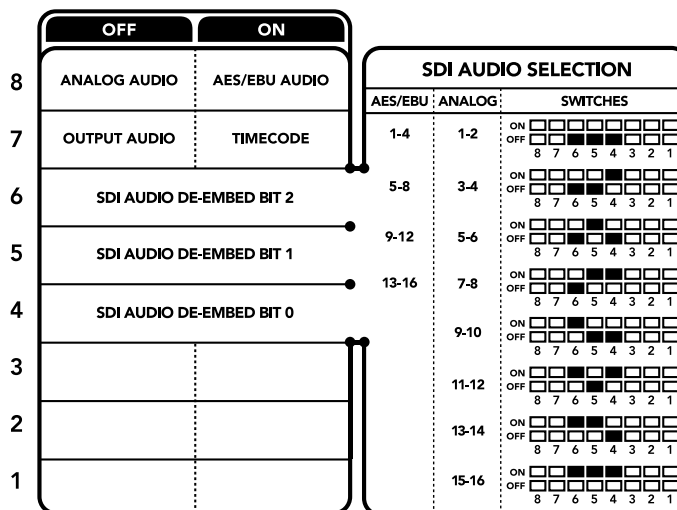 OFF ON
8 ANALOG AUDIO AES/EBU AUDIO
7 OUTPUT AUDIO TIMECODE
6 SDI AUDIO DE-EMBED BIT 2
5 SDI AUDIO DE-EMBED BIT 1
4 SDI AUDIO DE-EMBED BIT 0
3
2
1
SDI AUDIO SELECTION
AES/EBU ANALOG SWITCHES
1-4 1-2 ON
OFF
8 7 6 5 4 3 2 1
5-8 3-4 ON
OFF
8 7 6 5 4 3 2 1
9-12 5-6 ON
OFF
8 7 6 5 4 3 2 1
13-16 7-8 ON
OFF
8 7 6 5 4 3 2 1
9-10 ON
OFF
8 7 6 5 4 3 2 1
11-12 ON
OFF
8 7 6 5 4 3 2 1
13-14 ON
OFF
8 7 6 5 4 3 2 1
15-16 ON
OFF
8 7 6 5 4 3 2 1